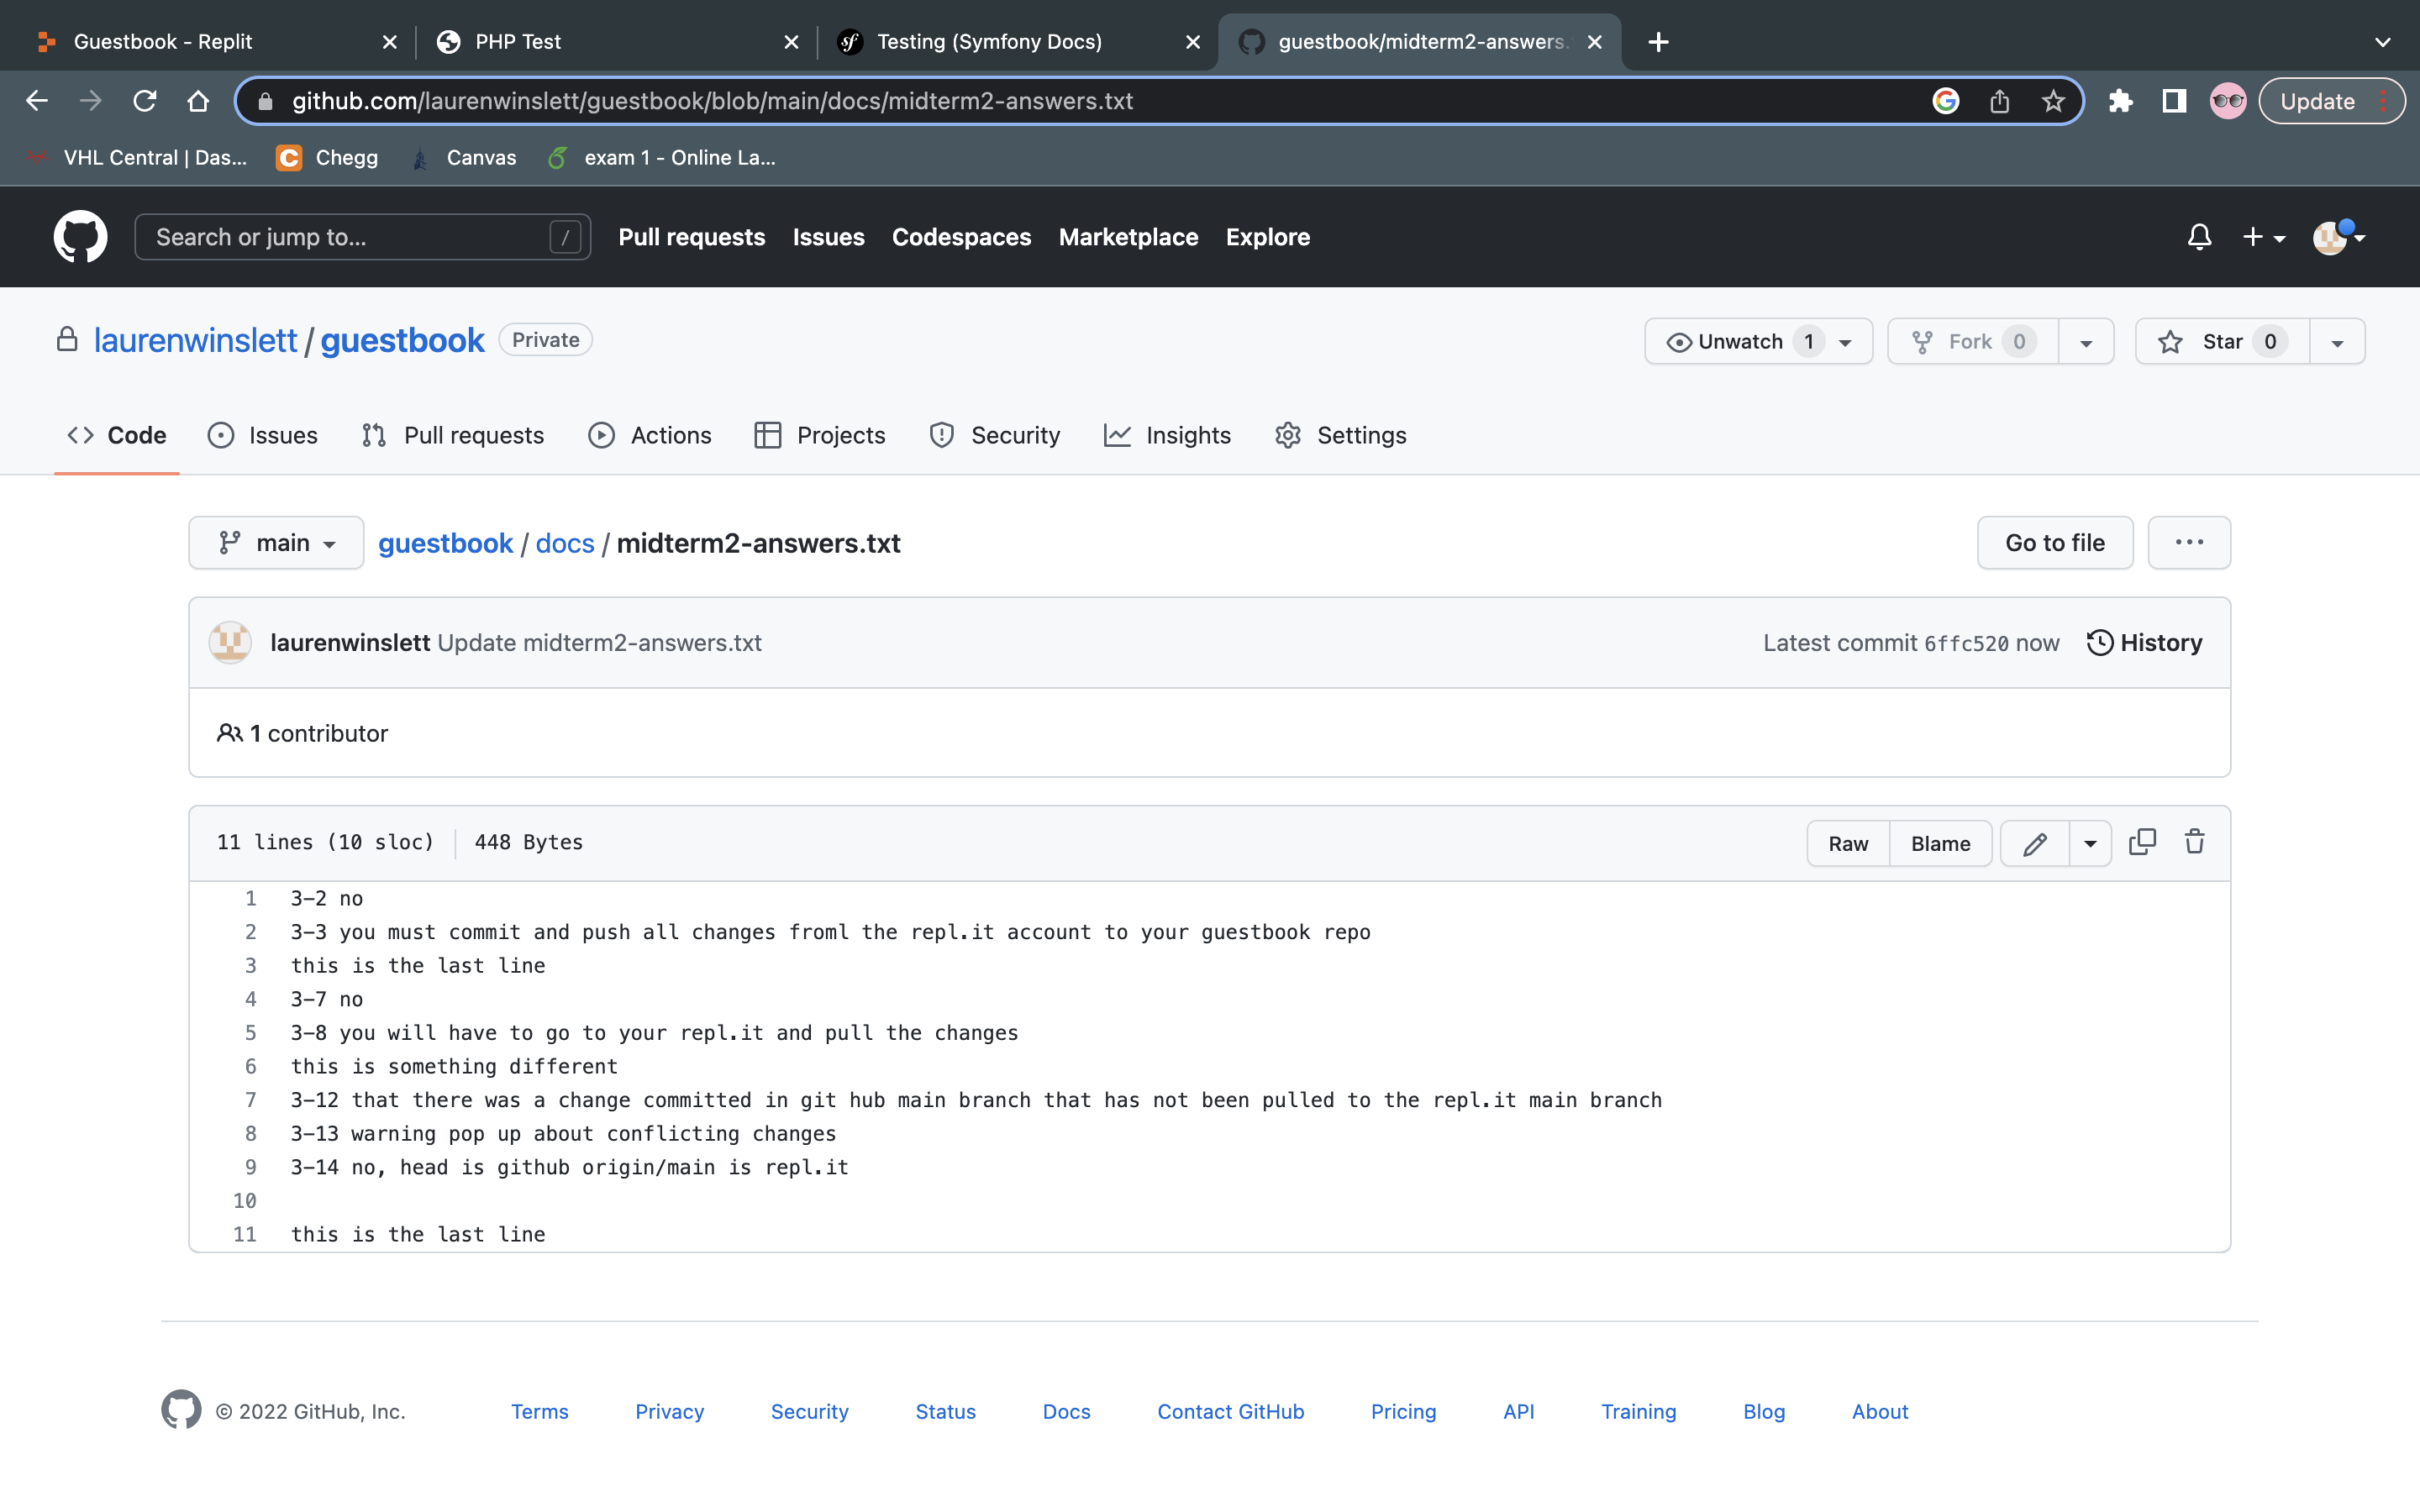 Guestbook - Replit
PHP Test
Testing (Symfony Docs)
guestbook/midterm2-answers.
github.com/laurenwinslett/guestbook/blob/main/docs/midterm2-answers.txt
Update
VHL Central | Das...
Chegg
Canvas
exam 1 - Online La...
Search or jump to...
/
Pull requests
Issues
Codespaces
Marketplace
Explore
laurenwinslett / guestbook
Private
Unwatch 1
Fork 0
Star 0
Code
Issues
Pull requests
Actions
Projects
Security
Insights
Settings
main
guestbook / docs / midterm2-answers.txt
Go to file
laurenwinslett Update midterm2-answers.txt
Latest commit 6ffc520 now
History
1 contributor
11 lines (10 sloc)
448 Bytes
Raw
Blame
1 3-2 no
2 3-3 you must commit and push all changes froml the repl.it account to your guestbook repo
3 this is the last line
4 3-7 no
5 3-8 you will have to go to your repl.it and pull the changes
6 this is something different
7 3-12 that there was a change committed in git hub main branch that has not been pulled to the repl.it main branch
8 3-13 warning pop up about conflicting changes
9 3-14 no, head is github origin/main is repl.it
10
11 this is the last line
© 2022 GitHub, Inc.
Terms
Privacy
Security
Status
Docs
Contact GitHub
Pricing
API
Training
Blog
About